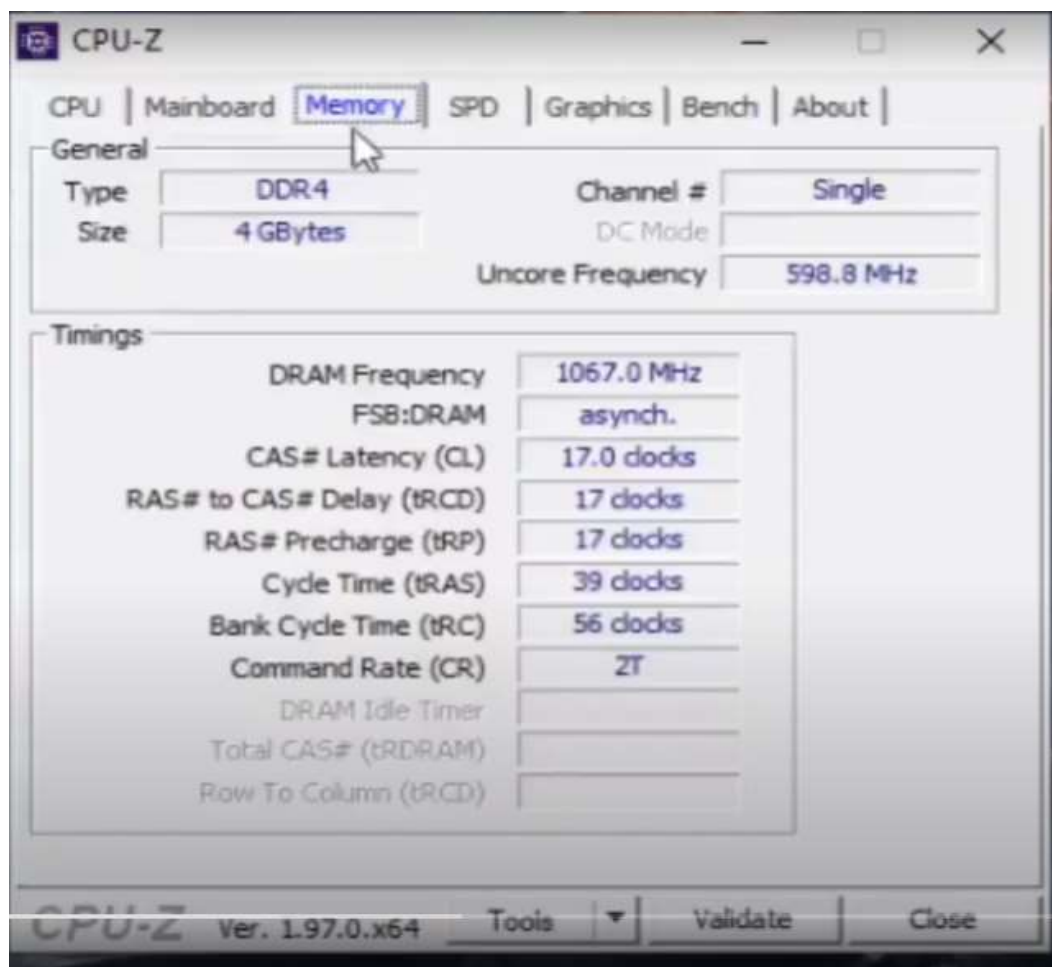 CPU-Z
CPU Mainboard Memory SPD Graphics Bench About
General
Type DDR4 Channel # Single
Size 4 GBytes DC Mode
Uncore Frequency 598.8 MHz
Timings
DRAM Frequency 1067.0 MHz
FSB:DRAM asynch.
CAS# Latency (CL) 17.0 clocks
RAS# to CAS# Delay (tRCD) 17 clocks
RAS# Precharge (tRP) 17 clocks
Cycle Time (tRAS) 39 clocks
Bank Cycle Time (tRC) 56 clocks
Command Rate (CR) 2T
DRAM Idle Timer
Total CAS# (tRDRAM)
Row To Column (tRCD)
CPU-Z Ver. 1.97.0.x64 Tools Validate Close